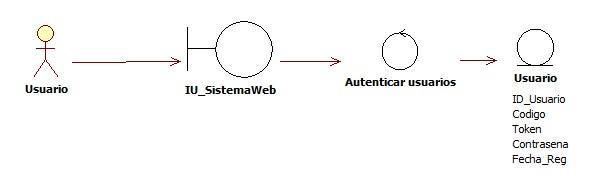 Usuario
IU_SistemaWeb
Autenticar usuarios
Usuario
ID_Usuario
Codigo
Token
Contrasena
Fecha_Reg